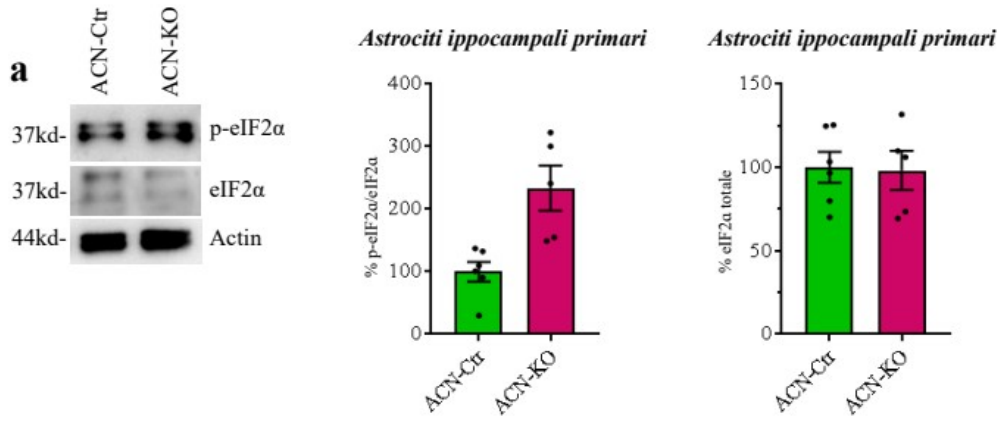 a
ACN-Ctr
ACN-KO
37kd-
p-eIF2α
37kd-
eIF2α
44kd-
Actin
Astrociti ippocampali primari
% p-eIF2α/eIF2α
400
300
200
100
0
ACN-Ctr
ACN-KO
Astrociti ippocampali primari
% eIF2α totale
150
100
50
0
ACN-Ctr
ACN-KO